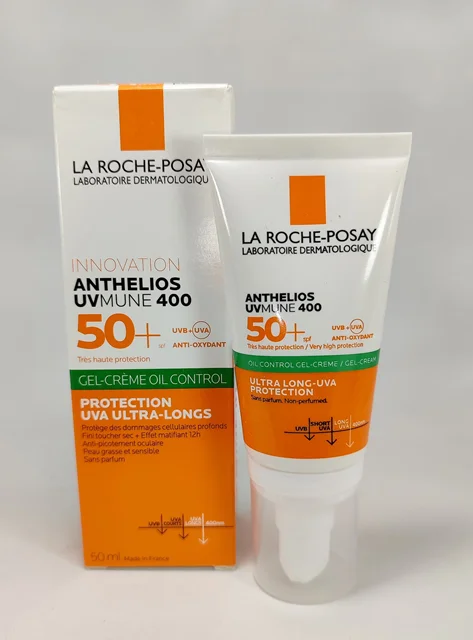 LA ROCHE-POSAY
LABORATOIRE DERMATOLOGIQUE
INNOVATION
ANTHELIOS
UVMUNE 400
50+
UVB + UVA
ANTI-OXYDANT
Très haute protection
GEL-CRÈME OIL CONTROL
PROTECTION
UVA ULTRA-LONGS
Protège des dommages cellulaires profonds
Fini toucher sec + Effet matifiant 12h
Anti-picotement oculaire
Peau grasse et sensible
Sans parfum
UVB
UVA
COURTS
UVA
LONGS
400nm
50 ml
Made in France
LA ROCHE-POSAY
LABORATOIRE DERMATOLOGIQUE
ANTHELIOS
UVMUNE 400
50+
spf
UVB + UVA
ANTI-OXYDANT
Très haute protection / Very high protection
OIL CONTROL GEL-CRÈME / GEL-CREAM
ULTRA LONG-UVA
PROTECTION
Sans parfum. Non-perfumed.
UVB
SHORT
UVA
LONG
UVA
400nm